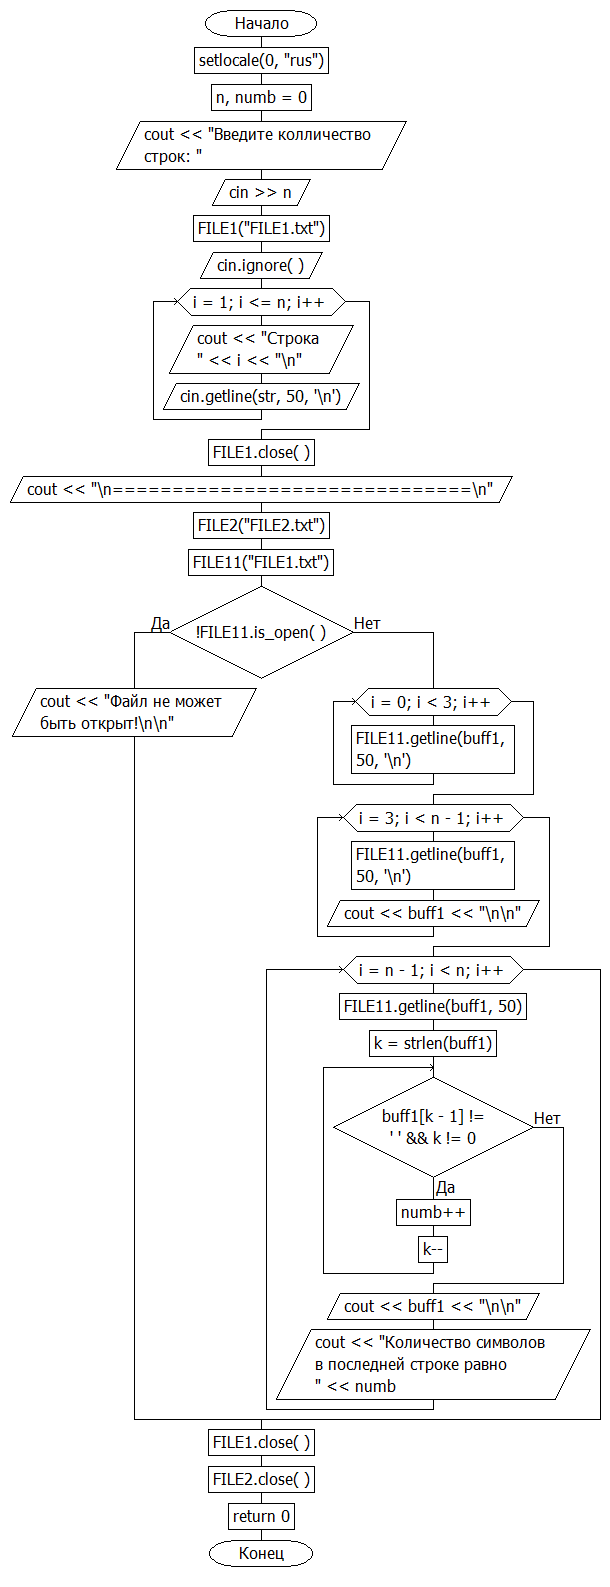 Начало
setlocale(0, "rus")
n, numb = 0
cout << "Введите колличество
строк: "
cin >> n
FILE1("FILE1.txt")
cin.ignore( )
i = 1; i <= n; i++
cout << "Строка
" << i << "\n"
cin.getline(str, 50, '\n')
FILE1.close( )
cout << "\n==============================\n"
FILE2("FILE2.txt")
FILE11("FILE1.txt")
!FILE11.is_open( )
Да
Нет
cout << "Файл не может
быть открыт!\n\n"
i = 0; i < 3; i++
FILE11.getline(buff1,
50, '\n')
i = 3; i < n - 1; i++
FILE11.getline(buff1,
50, '\n')
cout << buff1 << "\n\n"
i = n - 1; i < n; i++
FILE11.getline(buff1, 50)
k = strlen(buff1)
buff1[k - 1] !=
' ' && k != 0
Нет
Да
numb++
k--
cout << buff1 << "\n\n"
cout << "Количество символов
в последней строке равно
" << numb
FILE1.close( )
FILE2.close( )
return 0
Конец